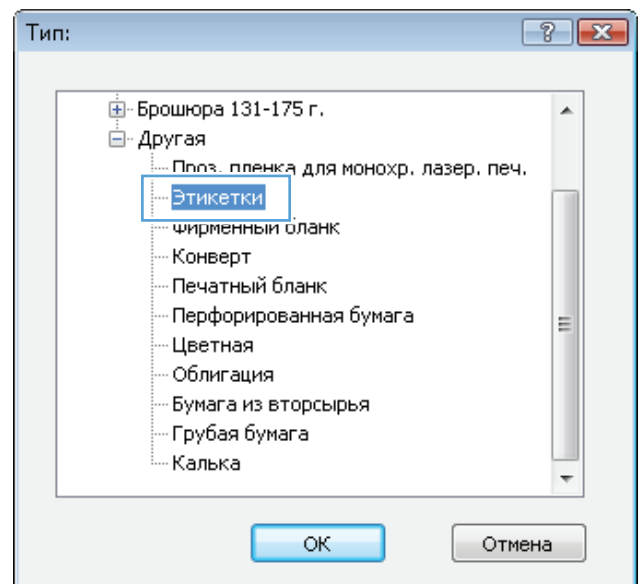 Тип:
Брошюра 131-175 г.
Другая
Проз. пленка для монохр. лазер. печ.
Этикетки
Фирменный бланк
Конверт
Печатный бланк
Перфорированная бумага
Цветная
Облигация
Бумага из вторсырья
Грубая бумага
Калька
ОК
Отмена